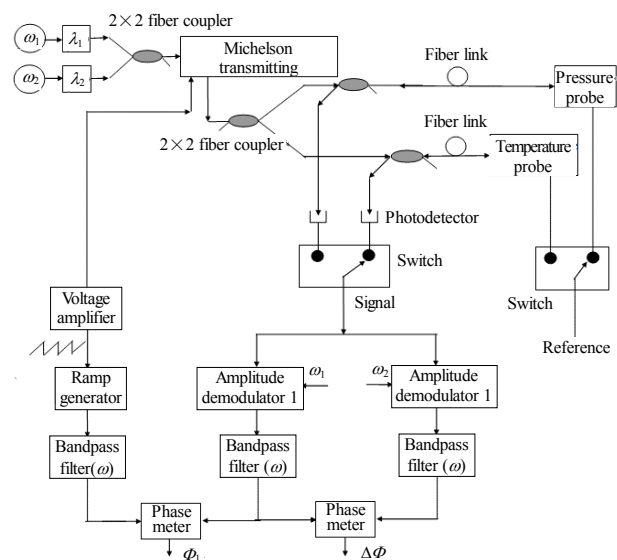 2×2 fiber coupler
ω1
λ1
Michelson
transmitting
ω2
λ2
Fiber link
Pressure
probe
2×2 fiber coupler
Fiber link
Temperature
probe
Photodetector
Switch
Signal
Switch
Reference
Voltage
amplifier
Ramp
generator
Amplitude
demodulator 1
ω1
ω2
Amplitude
demodulator 1
Bandpass
filter(ω)
Bandpass
filter (ω)
Bandpass
filter (ω)
Phase
meter
Phase
meter
Φ1
ΔΦ